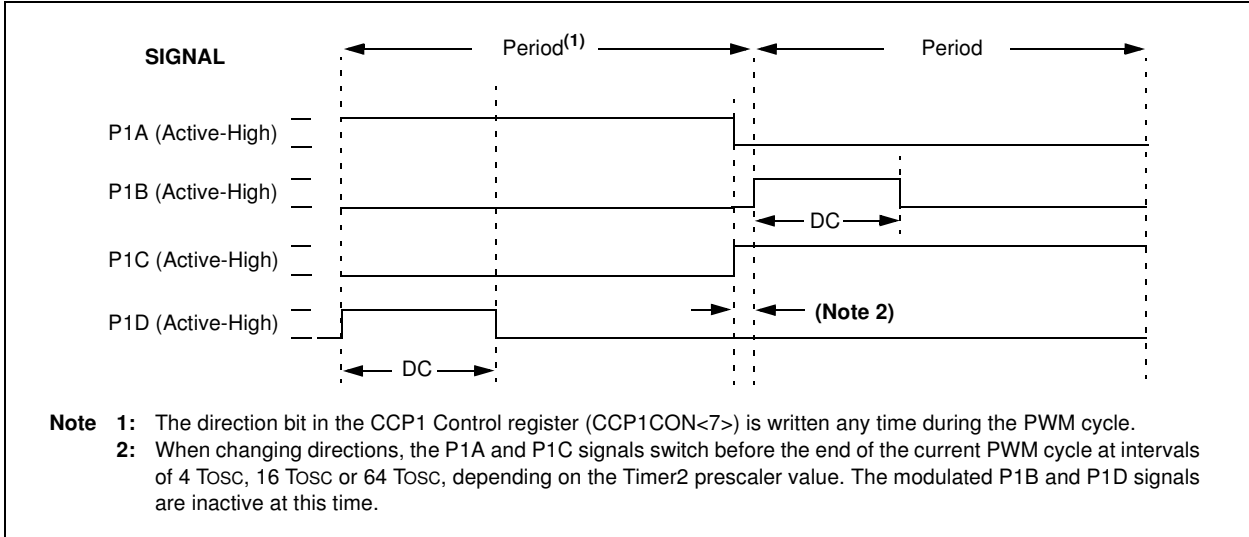 SIGNAL
Period(1)
Period
P1A (Active-High)
P1B (Active-High)
DC
P1C (Active-High)
P1D (Active-High)
(Note 2)
DC
Note 1: The direction bit in the CCP1 Control register (CCP1CON<7>) is written any time during the PWM cycle.
2: When changing directions, the P1A and P1C signals switch before the end of the current PWM cycle at intervals
of 4 TOSC, 16 TOSC or 64 TOSC, depending on the Timer2 prescaler value. The modulated P1B and P1D signals
are inactive at this time.